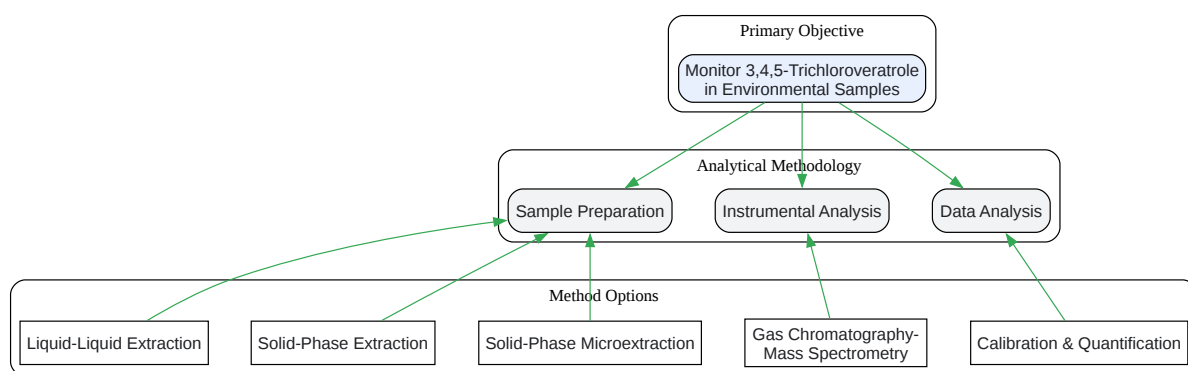 Primary Objective
Monitor 3,4,5-Trichloroveratrole
in Environmental Samples
Analytical Methodology
Sample Preparation
Instrumental Analysis
Data Analysis
Method Options
Liquid-Liquid Extraction
Solid-Phase Extraction
Solid-Phase Microextraction
Gas Chromatography-
Mass Spectrometry
Calibration & Quantification